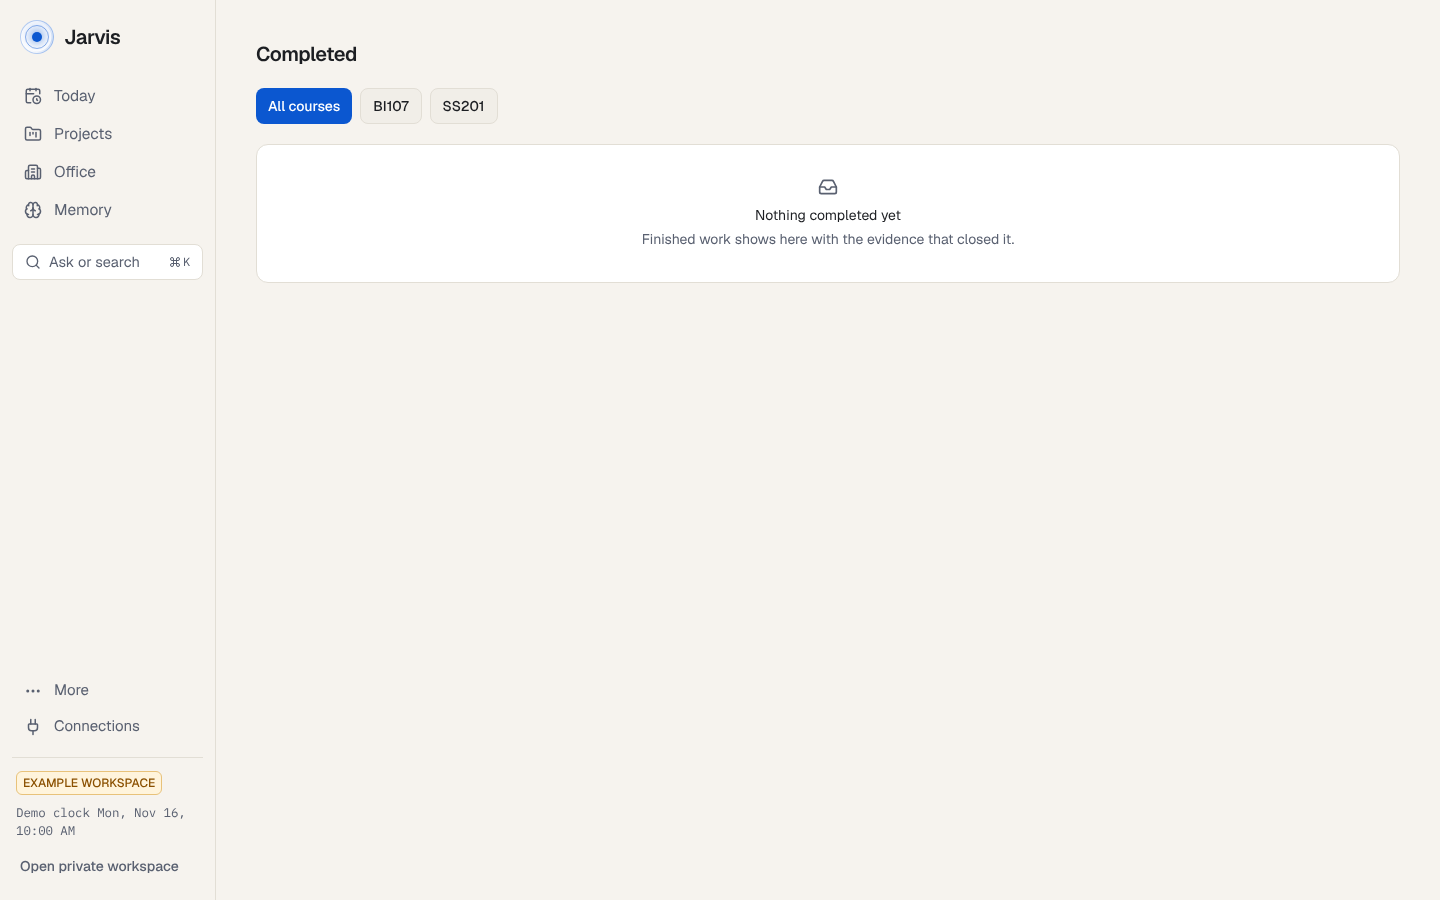 Jarvis
Today
Projects
Office
Memory
Ask or search ⌘ K
More
Connections
EXAMPLE WORKSPACE
Demo clock Mon, Nov 16,
10:00 AM
Open private workspace
Completed
All courses
BI107
SS201
Nothing completed yet
Finished work shows here with the evidence that closed it.